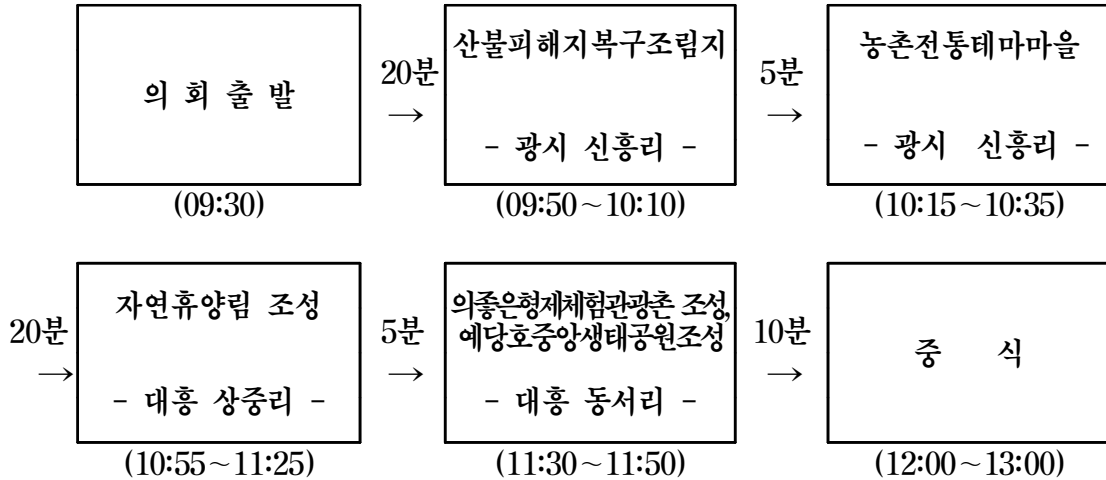 의 회 출 발
(09:30)
20분
→
산불피해지복구조림지
- 광시 신흥리 -
(09:50~10:10)
5분
→
농촌전통테마마을
- 광시 신흥리 -
(10:15~10:35)
20분
→
자연휴양림 조성
- 대흥 상중리 -
(10:55~11:25)
5분
→
의좋은형제체험관광촌 조성,
예당호중앙생태공원조성
- 대흥 동서리 -
(11:30~11:50)
10분
→
중 식
(12:00~13:00)